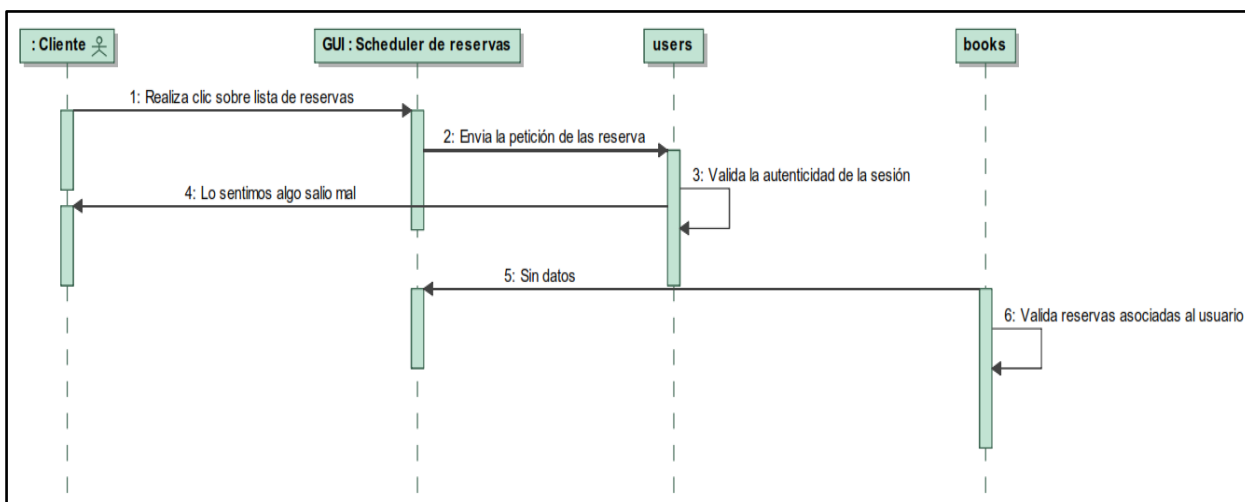 : Cliente
GUI : Scheduler de reservas
users
books
1: Realiza clic sobre lista de reservas
2: Envia la petición de las reserva
3: Valida la autenticidad de la sesión
4: Lo sentimos algo salio mal
5: Sin datos
6: Valida reservas asociadas al usuario